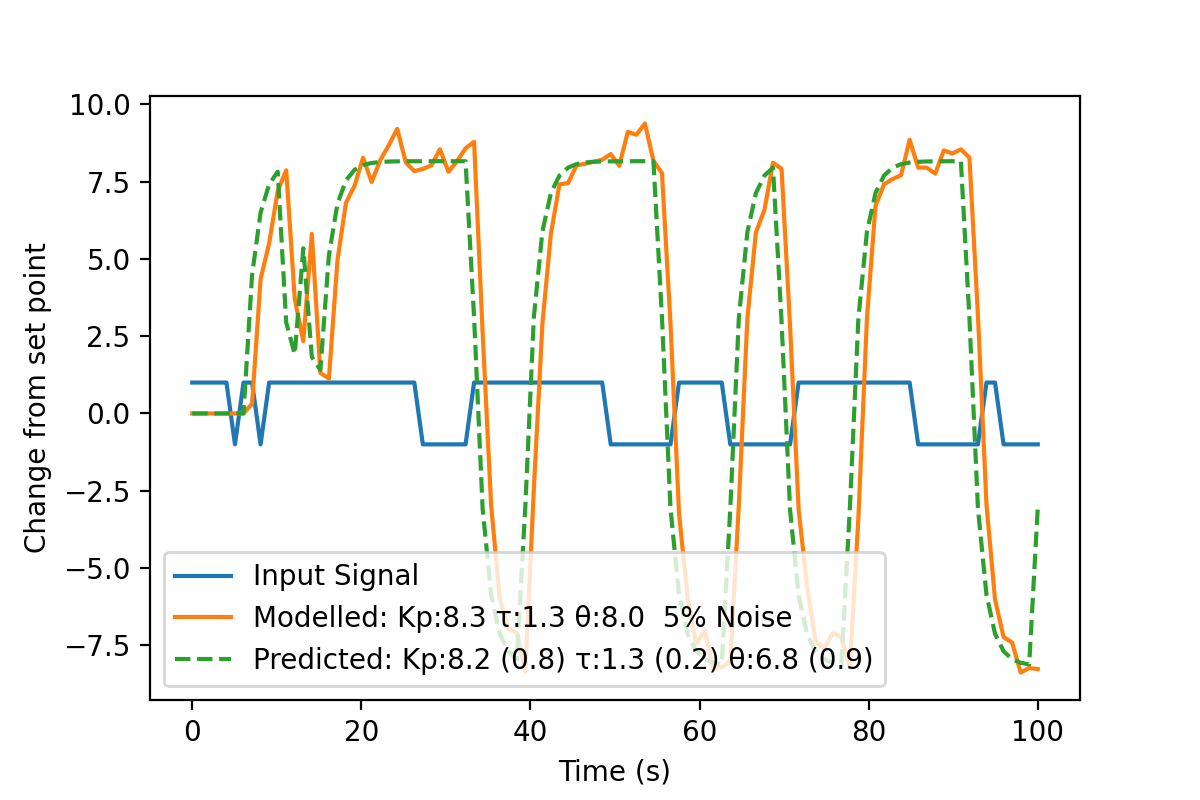 10.0
7.5
5.0
2.5
0.0
−2.5
−5.0
−7.5
Change from set point
Input Signal
Modelled: Kp:8.3 τ:1.3 θ:8.0  5% Noise
Predicted: Kp:8.2 (0.8) τ:1.3 (0.2) θ:6.8 (0.9)
0 20 40 60 80 100
Time (s)